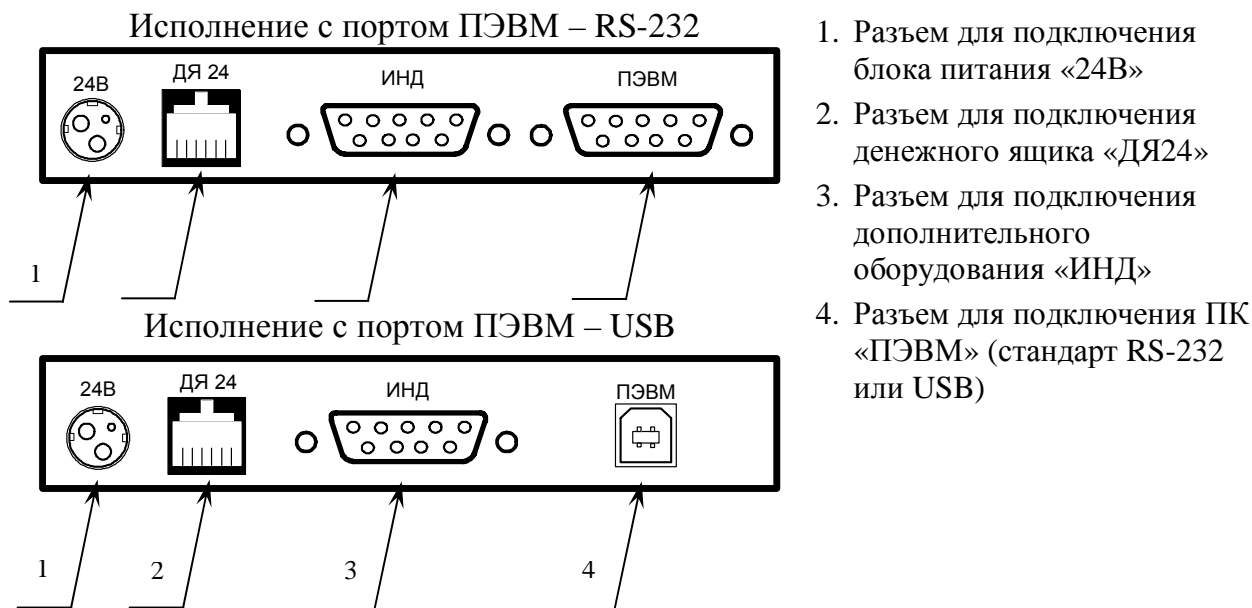 Исполнение с портом ПЭВМ – RS-232
24В
ДЯ 24
ИНД
ПЭВМ
1
Исполнение с портом ПЭВМ – USB
24В
ДЯ 24
ИНД
ПЭВМ
1
2
3
4
1. Разъем для подключения
блока питания «24В»
2. Разъем для подключения
денежного ящика «ДЯ24»
3. Разъем для подключения
дополнительного
оборудования «ИНД»
4. Разъем для подключения ПК
«ПЭВМ» (стандарт RS-232
или USB)